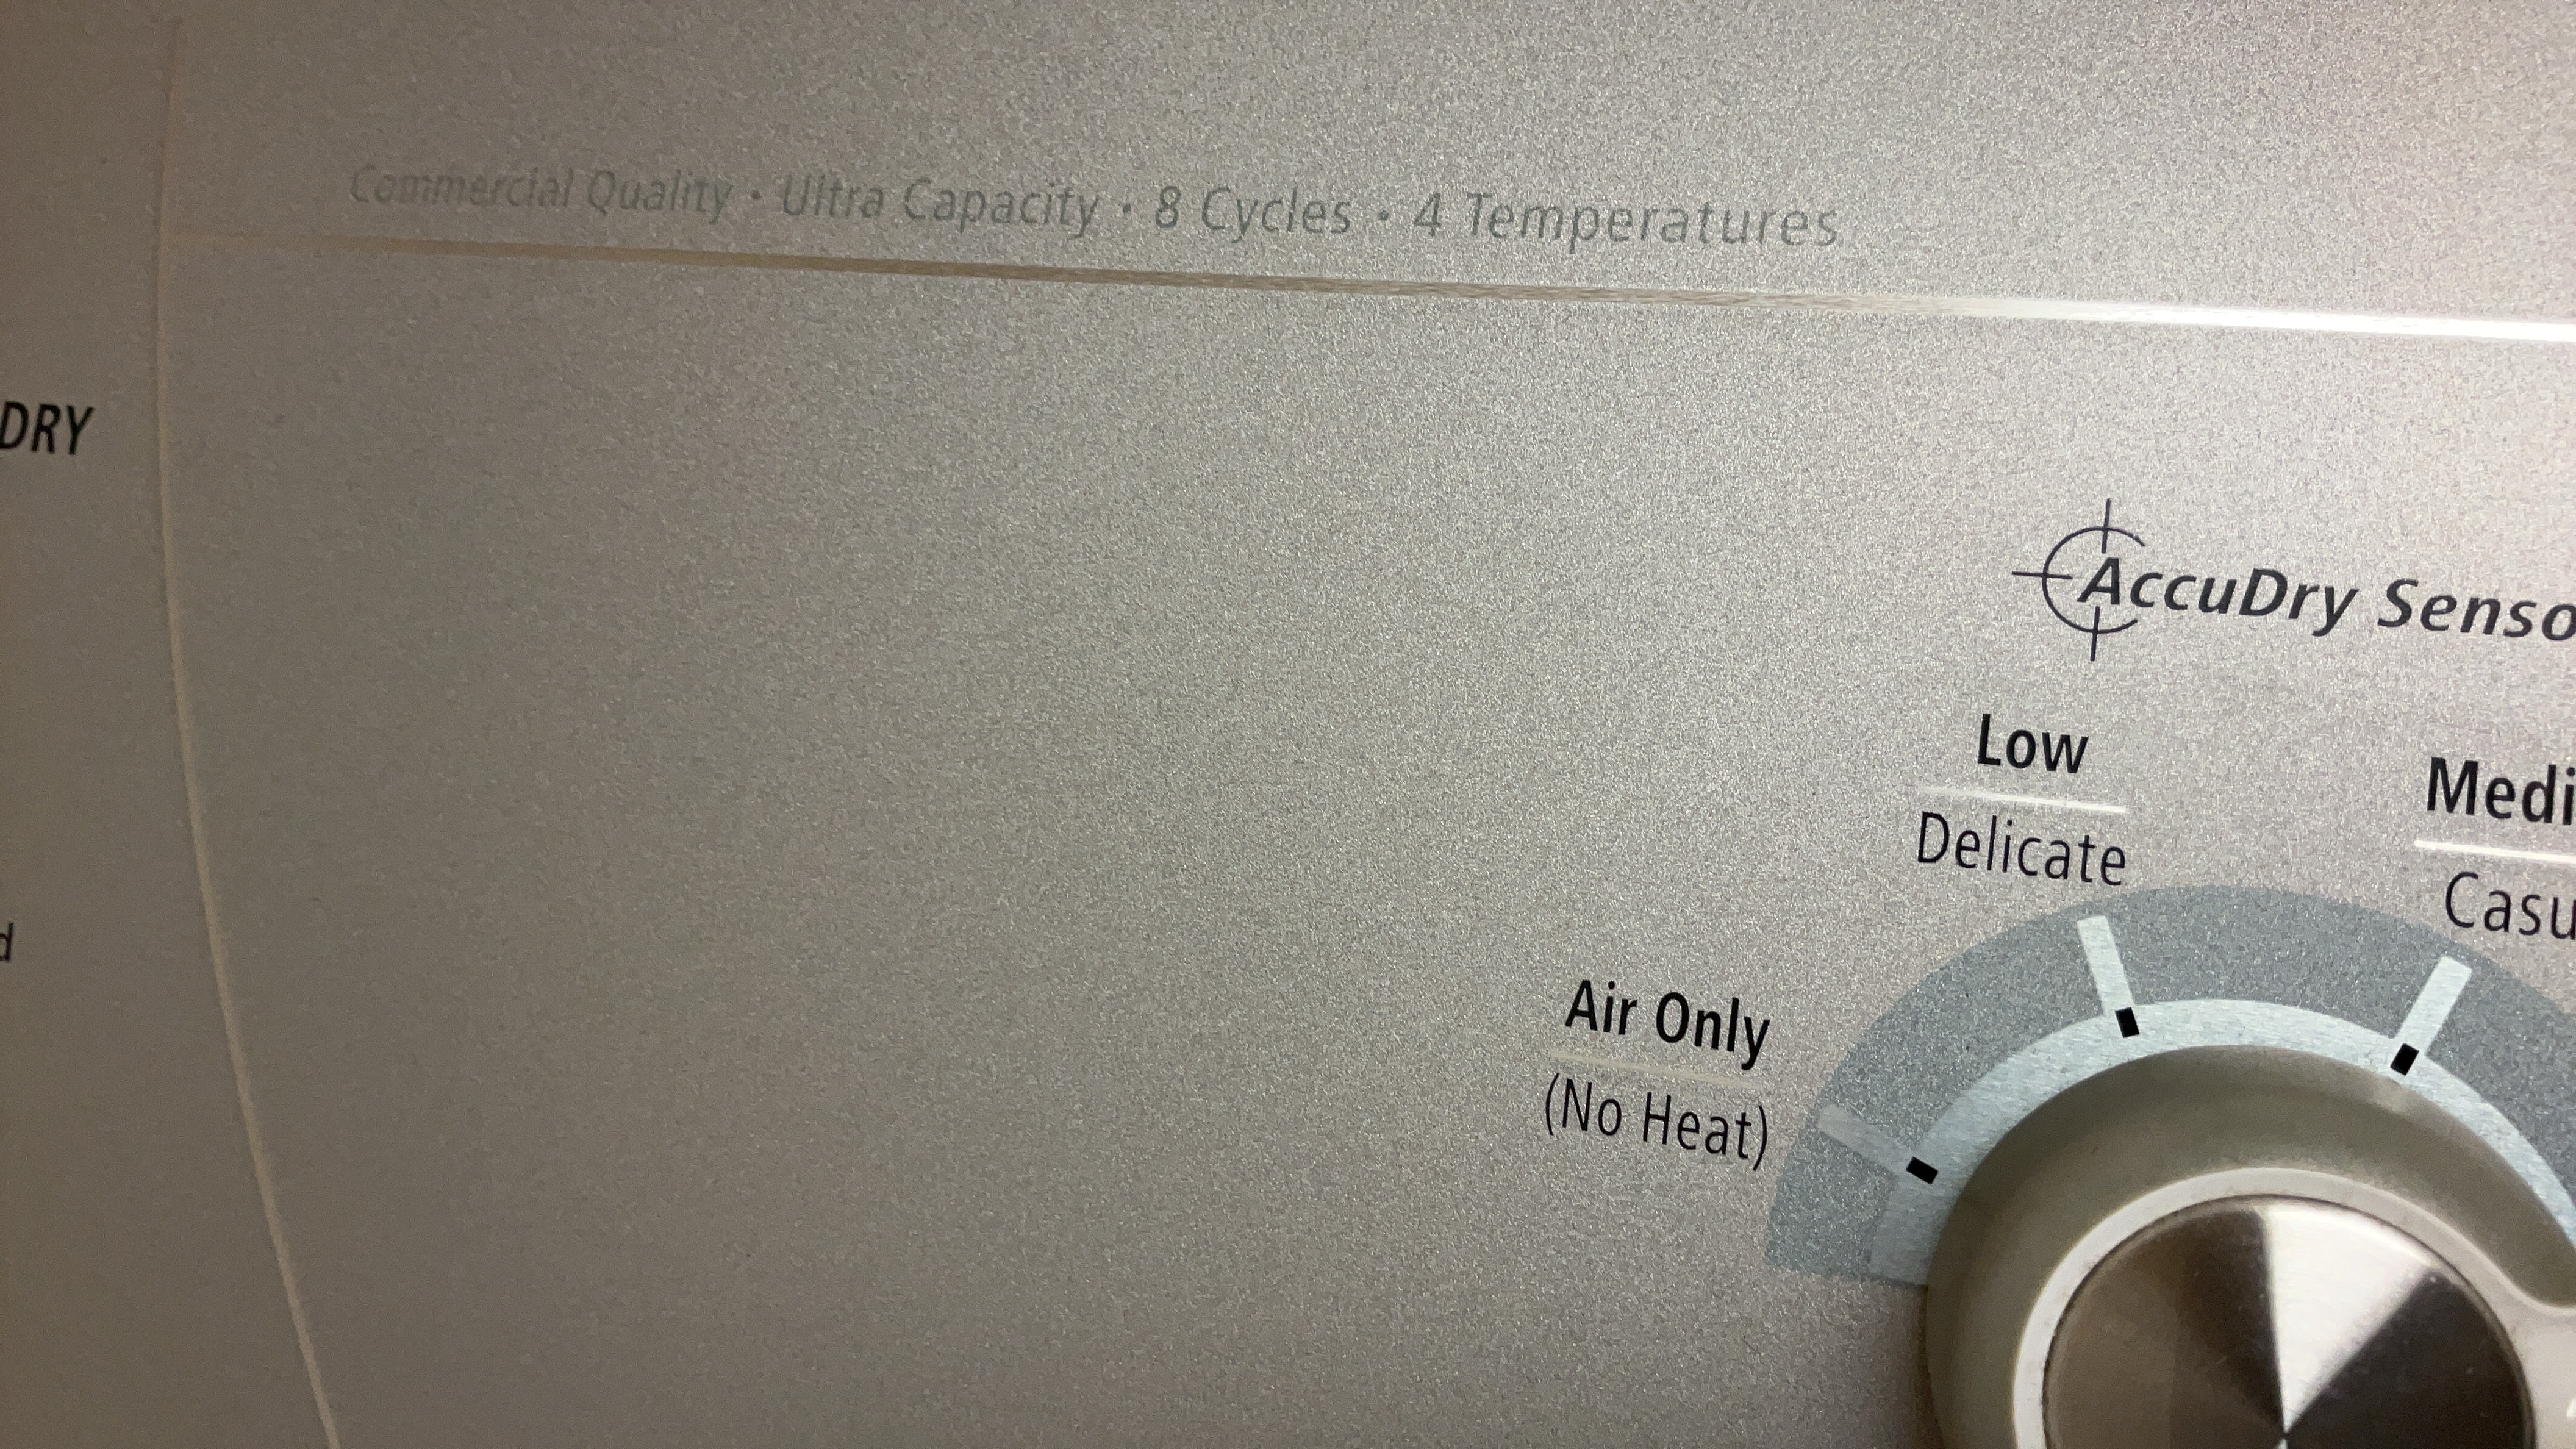 Commercial Quality · Ultra Capacity · 8 Cycles · 4 Temperatures
DRY
AccuDry Senso
Low
Delicate
Medi
Casu
d
Air Only
(No Heat)